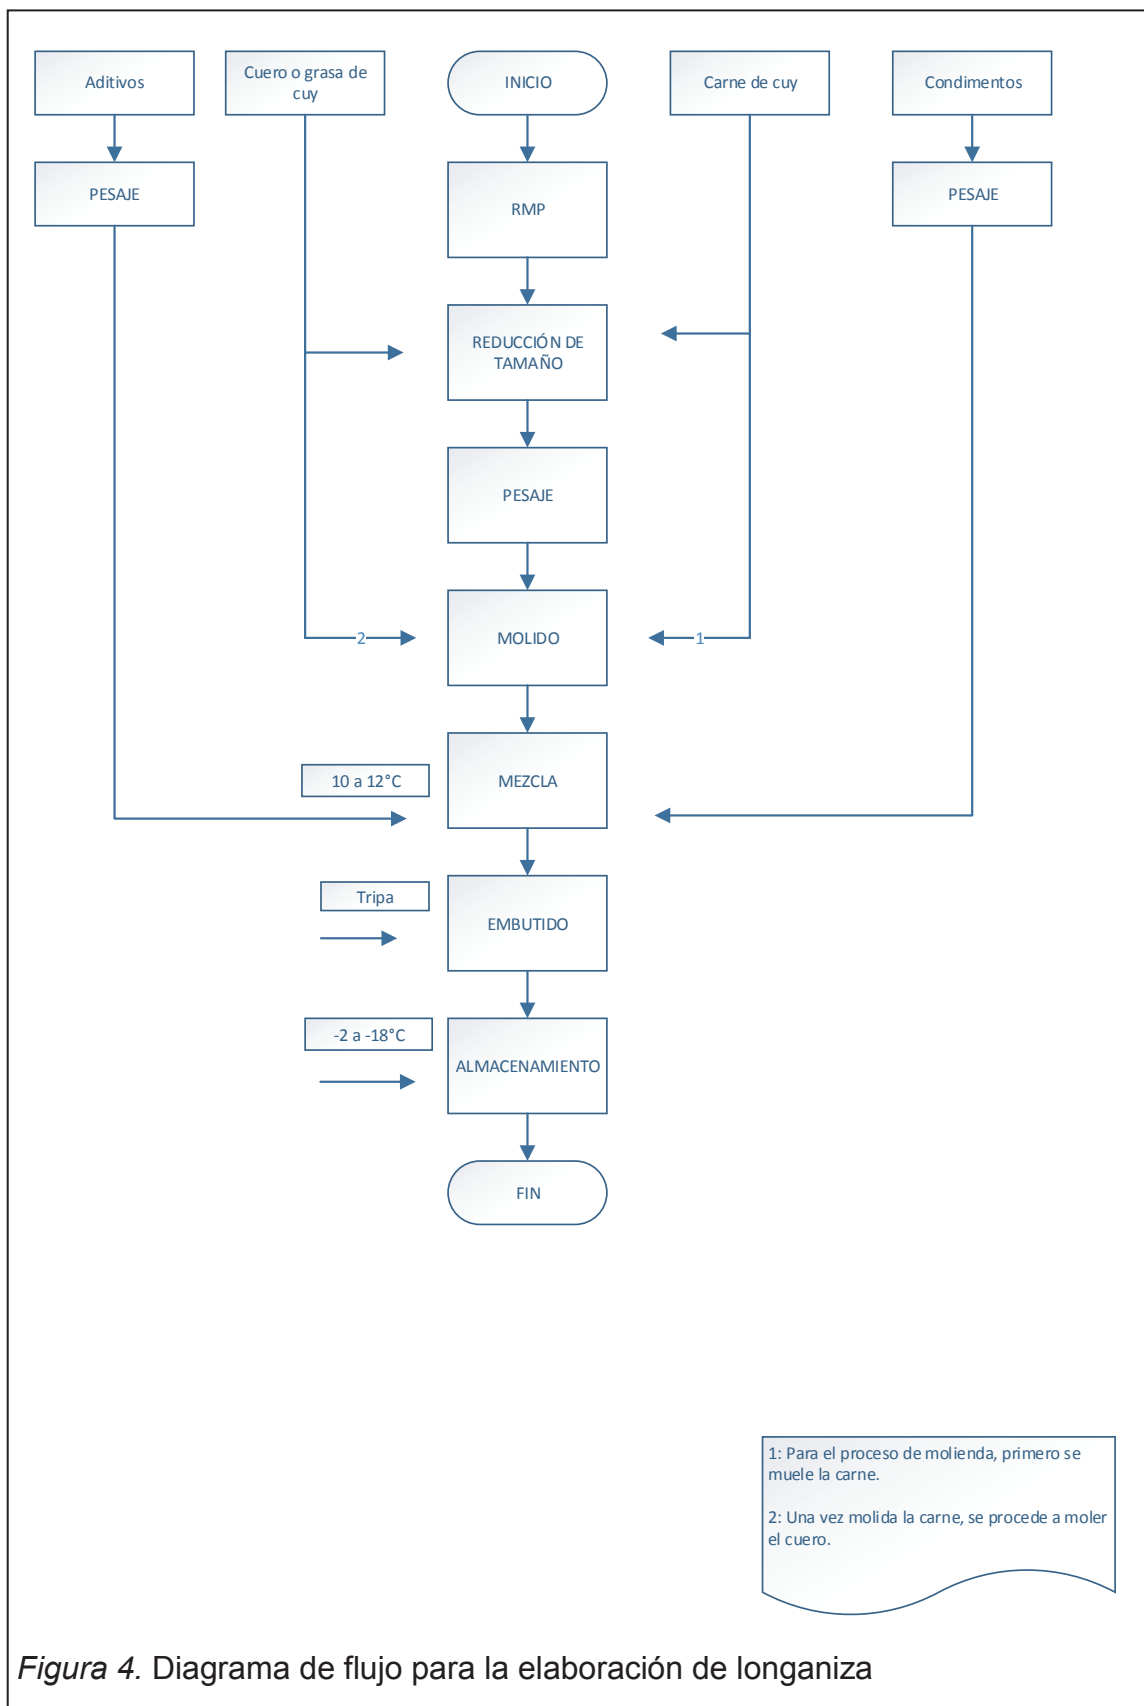 Aditivos
Cuero o grasa de
cuy
INICIO
Carne de cuy
Condimentos
PESAJE
RMP
PESAJE
REDUCCIÓN DE
TAMAÑO
PESAJE
2
MOLIDO
1
10 a 12°C
MEZCLA
Tripa
EMBUTIDO
-2 a -18°C
ALMACENAMIENTO
FIN
1: Para el proceso de molienda, primero se
muele la carne.
2: Una vez molida la carne, se procede a moler
el cuero.
Figura 4. Diagrama de flujo para la elaboración de longaniza